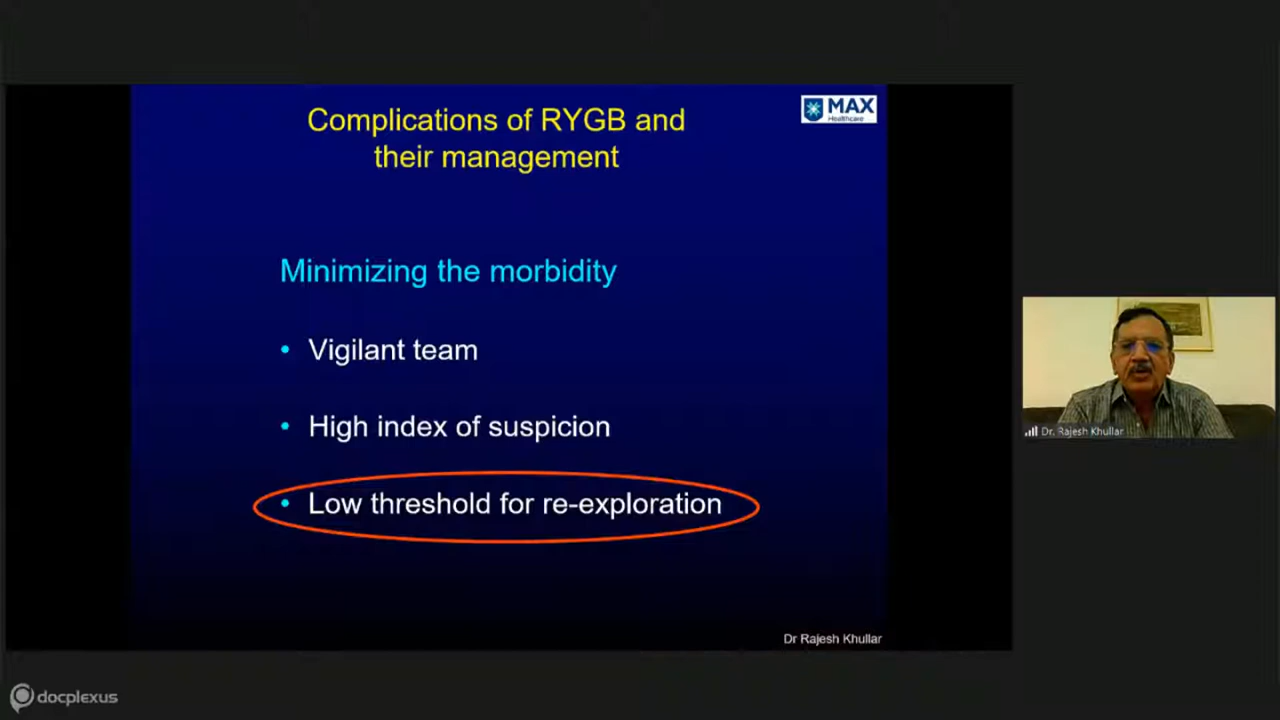 Complications of RYGB and
their management
MAX
Healthcare
Minimizing the morbidity
• Vigilant team
• High index of suspicion
• Low threshold for re-exploration
Dr. Rajesh Khullar
Dr Rajesh Khullar
docplexus